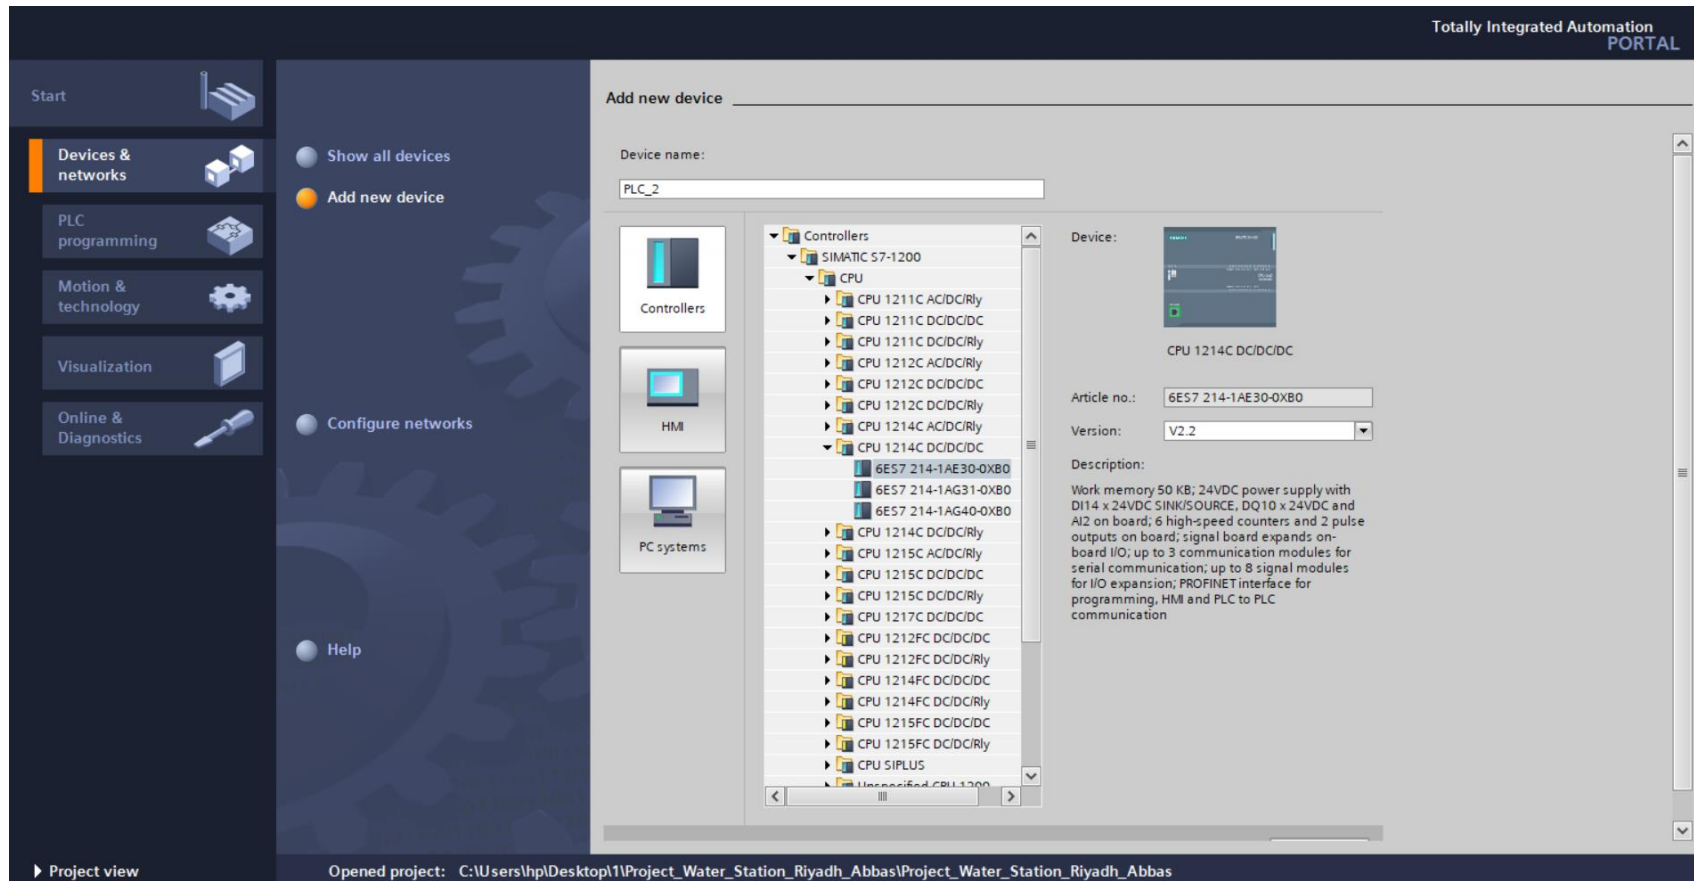 Totally Integrated Automation
PORTAL
Start
Devices &
networks
PLC
programming
Motion &
technology
Visualization
Online &
Diagnostics
Project view
Show all devices
Add new device
Configure networks
Help
Add new device
Device name:
PLC_2
Controllers
HMI
PC systems
Controllers
SIMATIC S7-1200
CPU
CPU 1211C AC/DC/Rly
CPU 1211C DC/DC/DC
CPU 1211C DC/DC/Rly
CPU 1212C AC/DC/Rly
CPU 1212C DC/DC/DC
CPU 1212C DC/DC/Rly
CPU 1214C AC/DC/Rly
CPU 1214C DC/DC/DC
6ES7 214-1AE30-0XB0
6ES7 214-1AG31-0XB0
6ES7 214-1AG40-0XB0
CPU 1214C DC/DC/Rly
CPU 1215C AC/DC/Rly
CPU 1215C DC/DC/DC
CPU 1215C DC/DC/Rly
CPU 1217C DC/DC/DC
CPU 1212FC DC/DC/DC
CPU 1212FC DC/DC/Rly
CPU 1214FC DC/DC/DC
CPU 1214FC DC/DC/Rly
CPU 1215FC DC/DC/DC
CPU 1215FC DC/DC/Rly
CPU SIPLUS
Unspecified CPU 1200
Device:
CPU 1214C DC/DC/DC
Article no.:
6ES7 214-1AE30-0XB0
Version:
V2.2
Description:
Work memory 50 KB; 24VDC power supply with
DI14 x 24VDC SINK/SOURCE, DQ10 x 24VDC and
AI2 on board; 6 high-speed counters and 2 pulse
outputs on board; signal board expands on-
board I/O; up to 3 communication modules for
serial communication; up to 8 signal modules
for I/O expansion; PROFINET interface for
programming, HMI and PLC to PLC
communication
Opened project: C:\Users\hp\Desktop\1\Project_Water_Station_Riyadh_Abbas\Project_Water_Station_Riyadh_Abbas